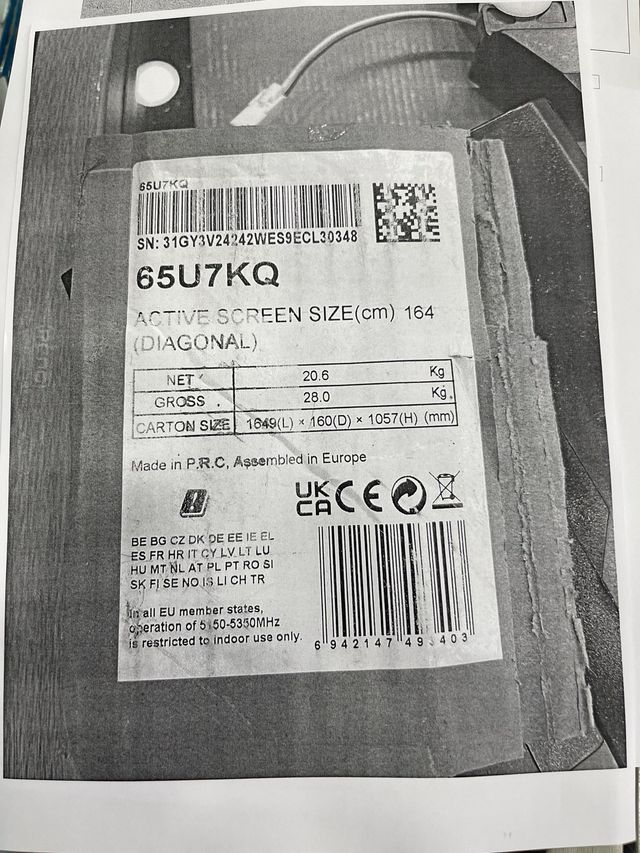 65U7KQ
SN: 31GY3V24242WES9ECL30348
65U7KQ
ACTIVE SCREEN SIZE(cm) 164
(DIAGONAL)
NET 20.6 Kg
GROSS 28.0 Kg
CARTON SIZE 1649(L) × 160(D) × 1057(H) (mm)
Made in P.R.C, Assembled in Europe
UK
CA CE
BE BG CZ DK DE EE IE EL
ES FR HR IT CY LV LT LU
HU MT NL AT PL PT RO SI
SK FI SE NO IS LI CH TR
In all EU member states,
operation of 5150-5350MHz
is restricted to indoor use only.
6 942147 493403